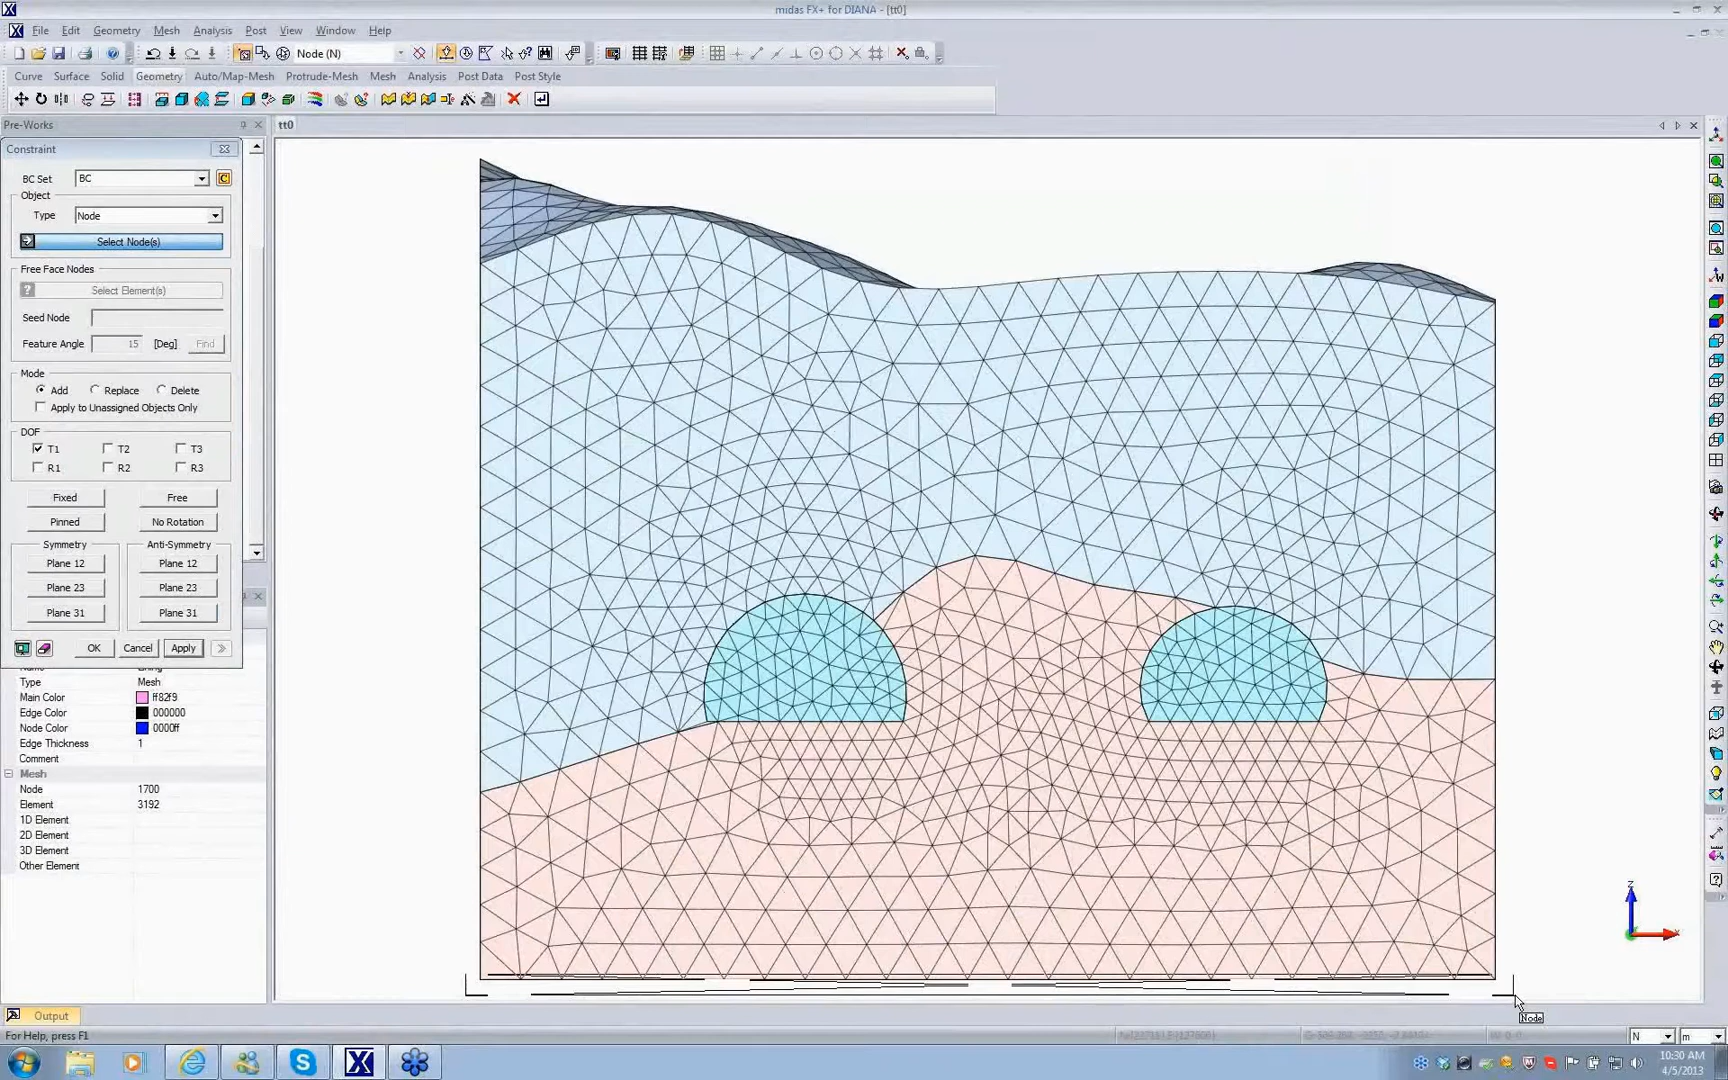 midas FX+ for DIANA - [tt0]
File Edit Geometry Mesh Analysis Post View Window Help
Node (N)
Curve Surface Solid Geometry Auto/Map-Mesh Protrude-Mesh Mesh Analysis Post Data Post Style
Pre-Works
tt0
Constraint
BC Set BC
Object
Type Node
Select Node(s)
Free Face Nodes
Select Element(s)
Seed Node
Feature Angle 15 [Deg] Find
Mode
Add Replace Delete
Apply to Unassigned Objects Only
DOF
T1 T2 T3
R1 R2 R3
Fixed Free
Pinned No Rotation
Symmetry Anti-Symmetry
Plane 12 Plane 12
Plane 23 Plane 23
Plane 31 Plane 31
OK Cancel Apply
Type Mesh
Main Color ff82f9
Edge Color 000000
Node Color 0000ff
Edge Thickness 1
Comment
Mesh
Node 1700
Element 3192
1D Element
2D Element
3D Element
Other Element
Z
x
Node
Output
For Help, press F1
N m
10:30 AM
4/5/2013